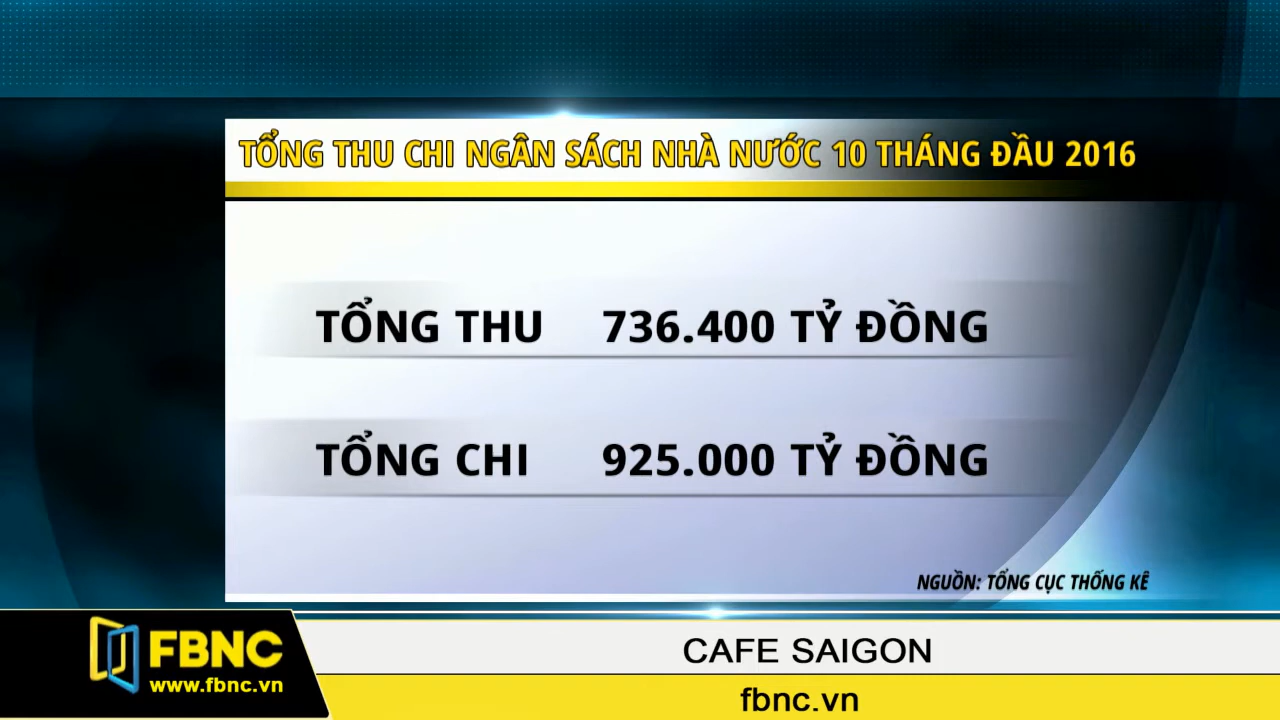 TỔNG THU CHI NGÂN SÁCH NHÀ NƯỚC 10 THÁNG ĐẦU 2016
TỔNG THU 736.400 TỶ ĐỒNG
TỔNG CHI 925.000 TỶ ĐỒNG
NGUỒN: TỔNG CỤC THỐNG KÊ
FBNC
www.fbnc.vn
CAFE SAIGON
fbnc.vn